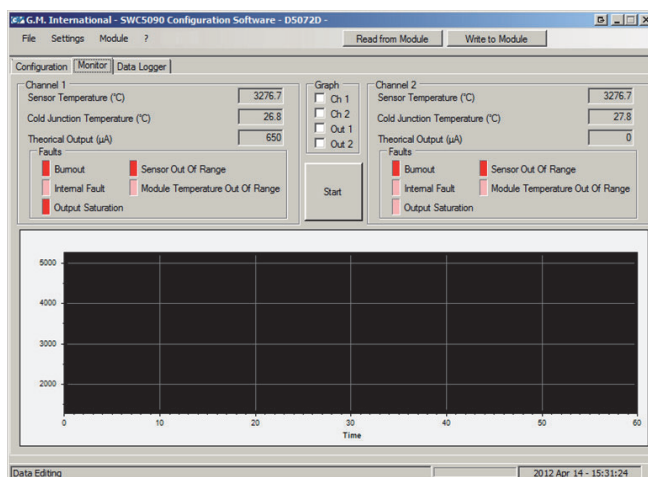 G.M. International - SWC5090 Configuration Software - D5072D -
File Settings Module ? Read from Module Write to Module
Configuration Monitor Data Logger
Channel 1
Sensor Temperature (°C) 3276.7
Cold Junction Temperature (°C) 26.8
Theorical Output (µA) 650
Faults
Burnout Sensor Out Of Range
Internal Fault Module Temperature Out Of Range
Output Saturation
Graph
Ch 1
Ch 2
Out 1
Out 2
Start
Channel 2
Sensor Temperature (°C) 3276.7
Cold Junction Temperature (°C) 27.8
Theorical Output (µA) 0
Faults
Burnout Sensor Out Of Range
Internal Fault Module Temperature Out Of Range
Output Saturation
5000
4000
3000
2000
0 10 20 30 40 50 60
Time
Data Editing 2012 Apr 14 - 15:31:24